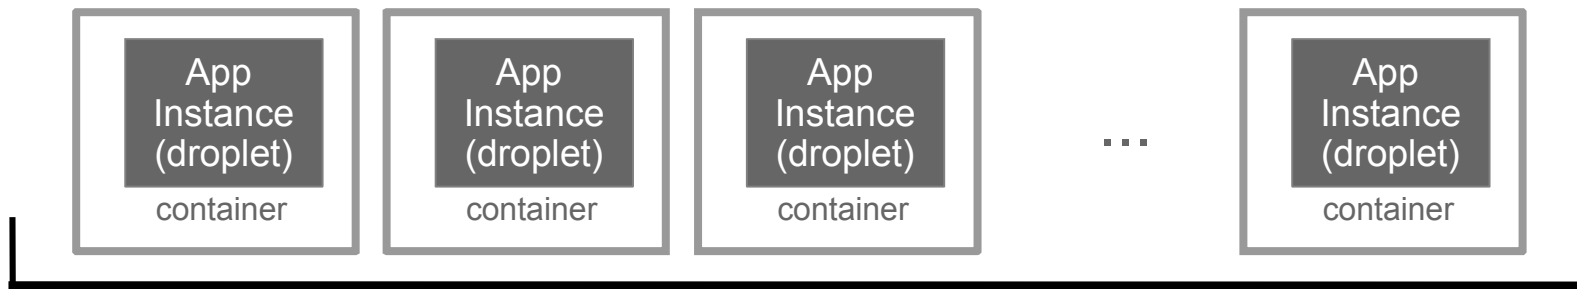 App
Instance
(droplet)
container
App
Instance
(droplet)
container
App
Instance
(droplet)
container
...
App
Instance
(droplet)
container